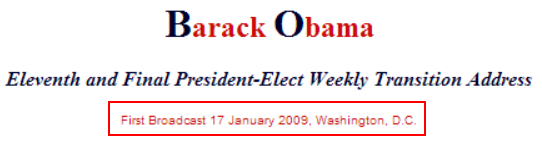 Barack Obama
Eleventh and Final President-Elect Weekly Transition Address
First Broadcast 17 January 2009, Washington, D.C.